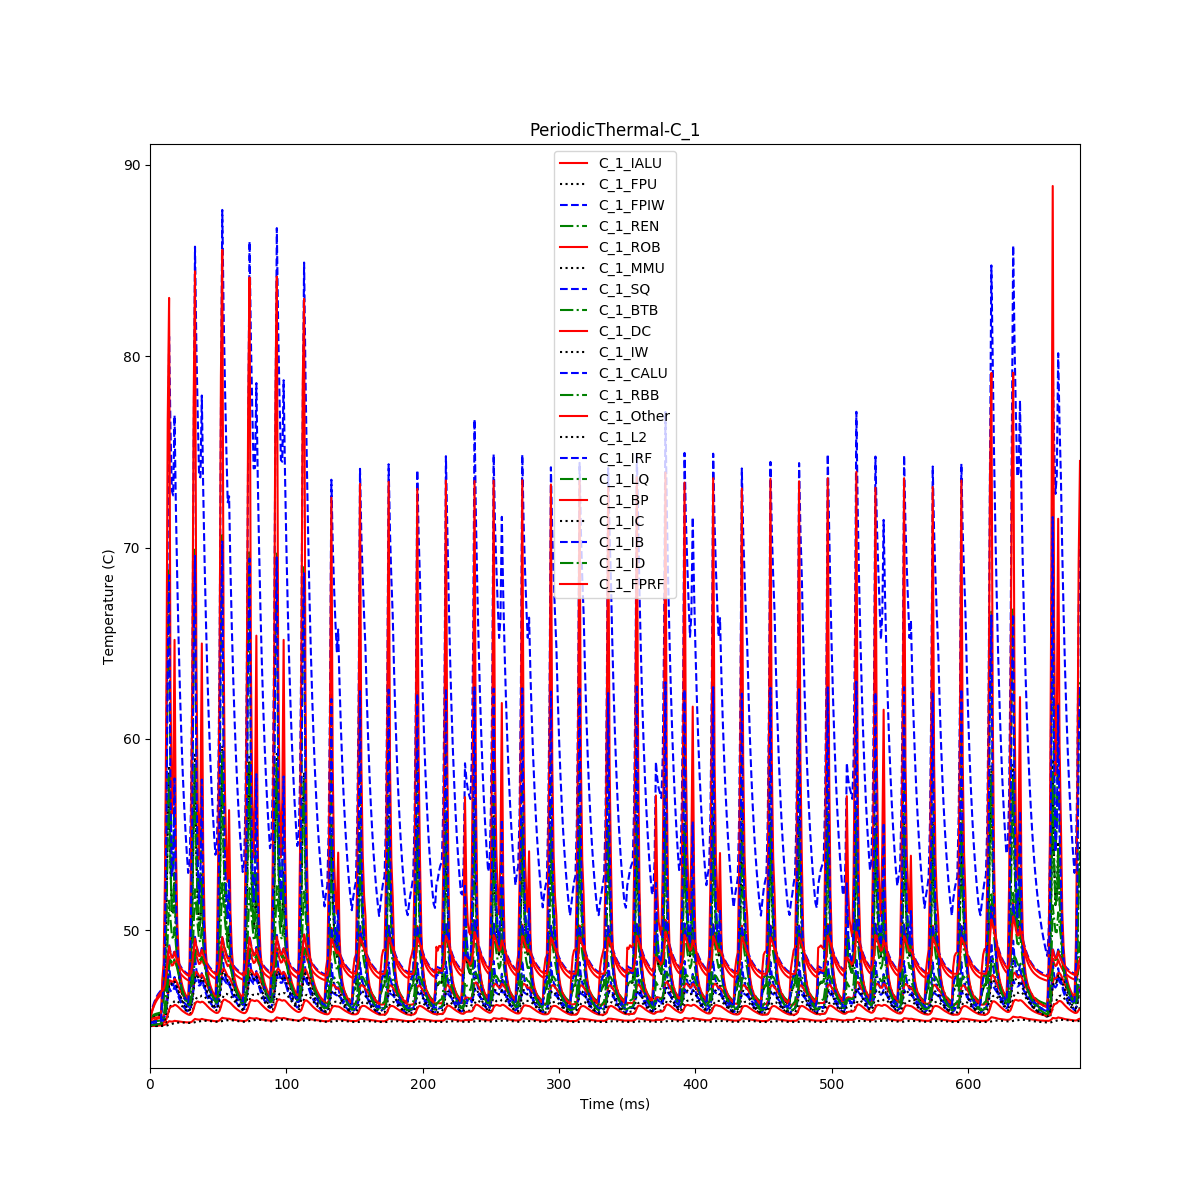 PeriodicThermal-C_1
90
80
70
60
50
Temperature (C)
C_1_IALU
C_1_FPU
C_1_FPIW
C_1_REN
C_1_ROB
C_1_MMU
C_1_SQ
C_1_BTB
C_1_DC
C_1_IW
C_1_CALU
C_1_RBB
C_1_Other
C_1_L2
C_1_IRF
C_1_LQ
C_1_BP
C_1_IC
C_1_IB
C_1_ID
C_1_FPRF
0 100 200 300 400 500 600
Time (ms)